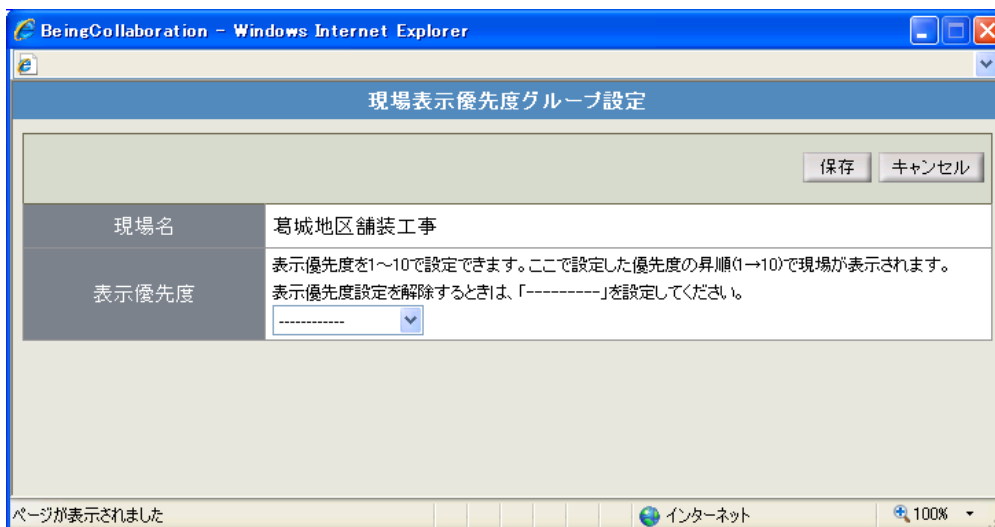 BeingCollaboration - Windows Internet Explorer
現場表示優先度グループ設定
保存 キャンセル
現場名 葛城地区舗装工事
表示優先度
表示優先度を1～10で設定できます。ここで設定した優先度の昇順(1→10)で現場が表示されます。
表示優先度設定を解除するときは、「---------」を設定してください。
------------
ページが表示されました インターネット 100%